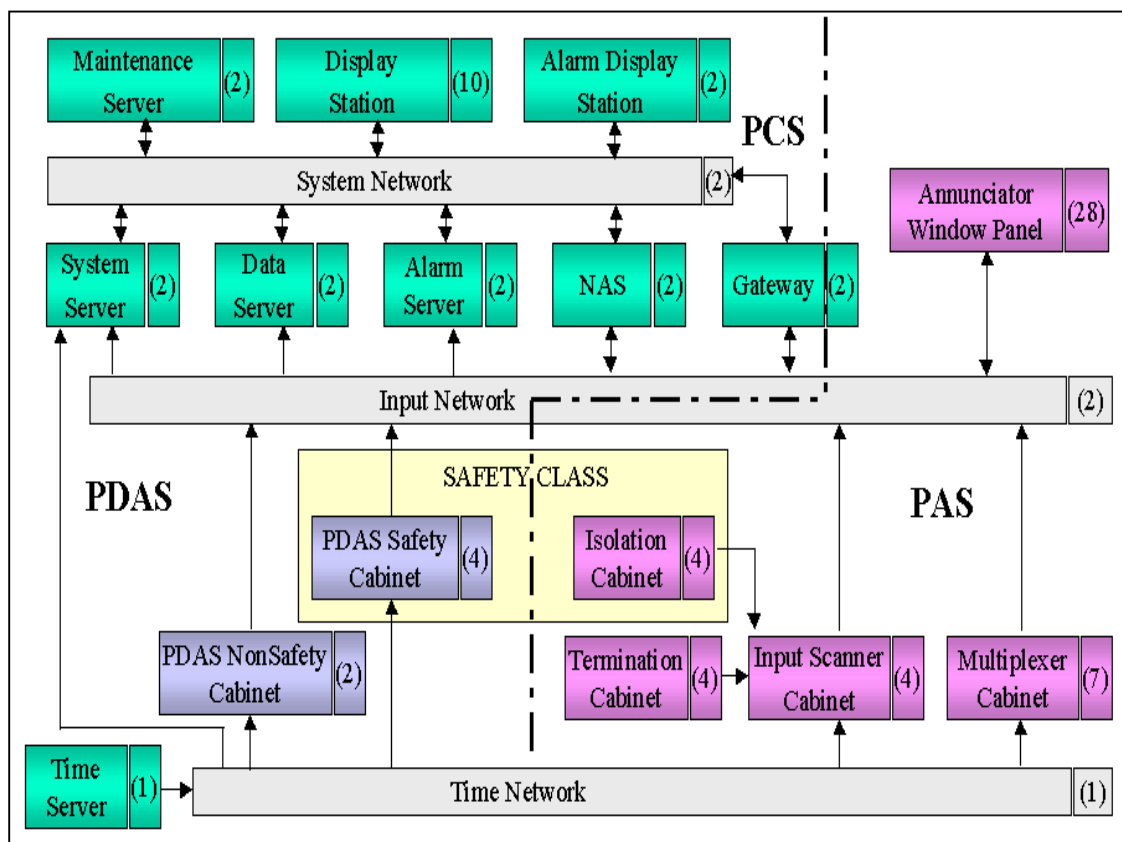 Maintenance
Server
(2)
Display
Station
(10)
Alarm Display
Station
(2)
PCS
System Network
(2)
Annunciator
Window Panel
(28)
System
Server
(2)
Data
Server
(2)
Alarm
Server
(2)
NAS
(2)
Gateway
(2)
Input Network
(2)
PDAS
SAFETY CLASS
PAS
PDAS Safety
Cabinet
(4)
Isolation
Cabinet
(4)
PDAS NonSafety
Cabinet
(2)
Termination
Cabinet
(4)
Input Scanner
Cabinet
(4)
Multiplexer
Cabinet
(7)
Time
Server
(1)
Time Network
(1)